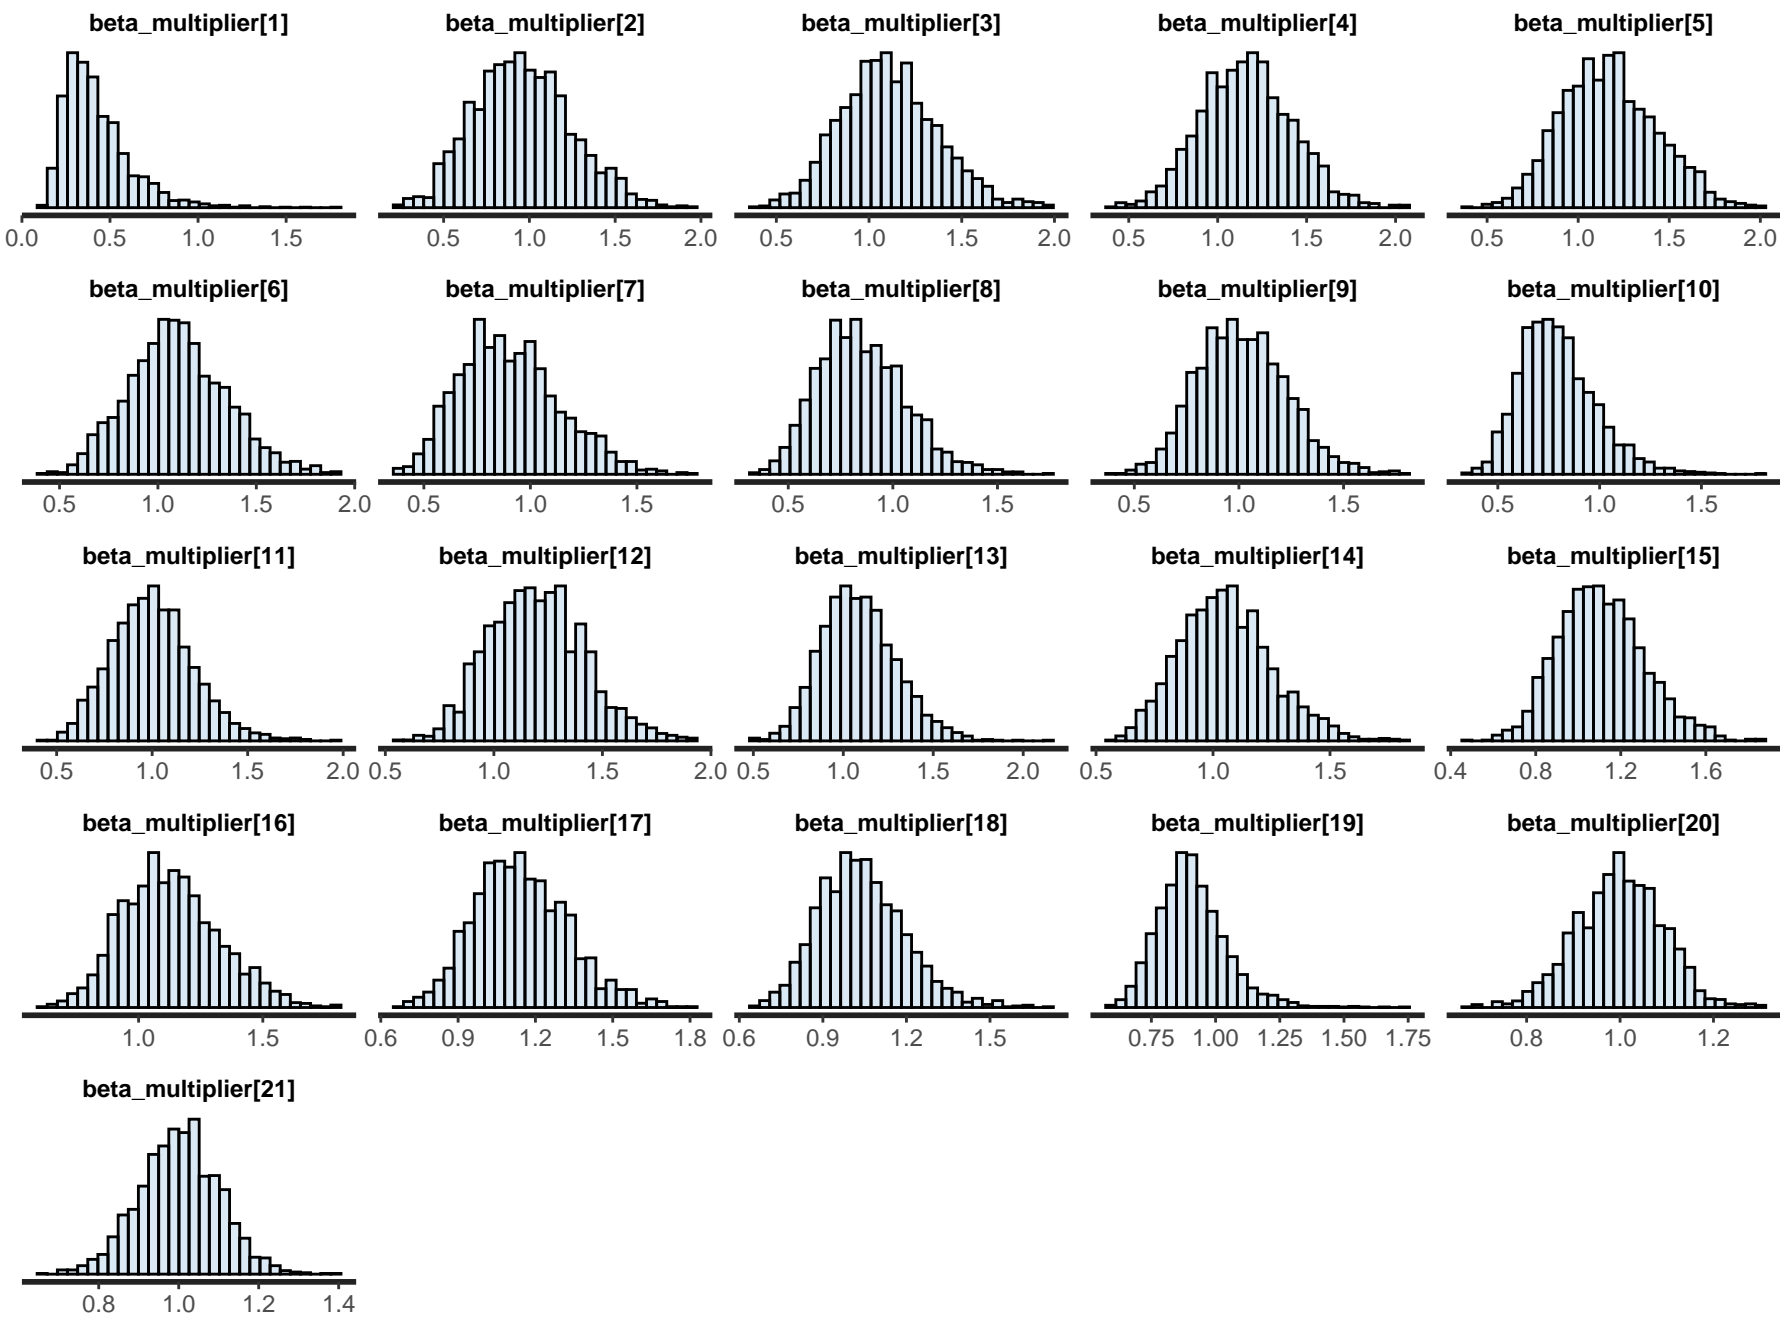 beta_multiplier[1] beta_multiplier[2] beta_multiplier[3] beta_multiplier[4] beta_multiplier[5]
0.0 0.5 1.0 1.5 0.5 1.0 1.5 2.0 0.5 1.0 1.5 2.0 0.5 1.0 1.5 2.0 0.5 1.0 1.5 2.0
beta_multiplier[6] beta_multiplier[7] beta_multiplier[8] beta_multiplier[9] beta_multiplier[10]
0.5 1.0 1.5 2.0 0.5 1.0 1.5 0.5 1.0 1.5 0.5 1.0 1.5 0.5 1.0 1.5
beta_multiplier[11] beta_multiplier[12] beta_multiplier[13] beta_multiplier[14] beta_multiplier[15]
0.5 1.0 1.5 2.0 0.5 1.0 1.5 2.0 0.5 1.0 1.5 2.0 0.5 1.0 1.5 0.4 0.8 1.2 1.6
beta_multiplier[16] beta_multiplier[17] beta_multiplier[18] beta_multiplier[19] beta_multiplier[20]
1.0 1.5 0.6 0.9 1.2 1.5 1.8 0.6 0.9 1.2 1.5 0.75 1.00 1.25 1.50 1.75 0.8 1.0 1.2
beta_multiplier[21]
0.8 1.0 1.2 1.4